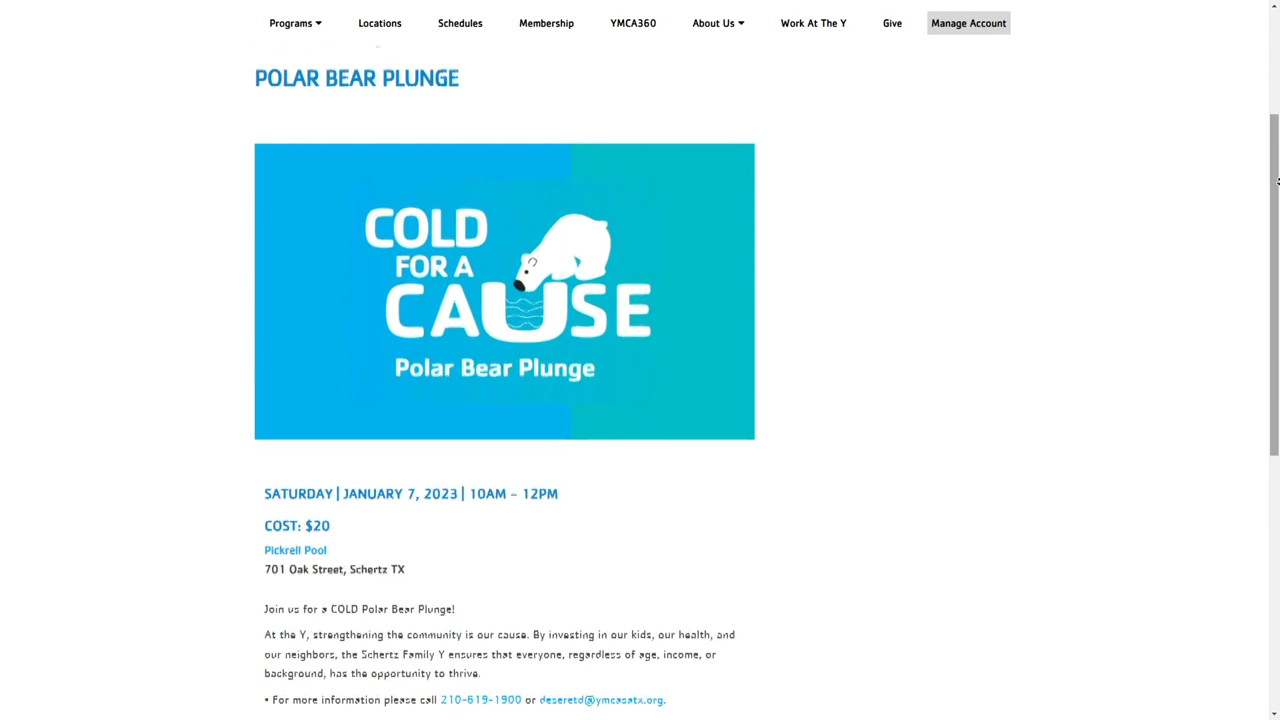 Programs
Locations
Schedules
Membership
YMCA360
About Us
Work At The Y
Give
Manage Account
POLAR BEAR PLUNGE
COLD
FOR A
CAUSE
Polar Bear Plunge
SATURDAY | JANUARY 7, 2023 | 10AM – 12PM
COST: $20
Pickrell Pool
701 Oak Street, Schertz TX
Join us for a COLD Polar Bear Plunge!
At the Y, strengthening the community is our cause. By investing in our kids, our health, and
our neighbors, the Schertz Family Y ensures that everyone, regardless of age, income, or
background, has the opportunity to thrive.
• For more information please call 210-619-1900 or deseretd@ymcasatx.org.